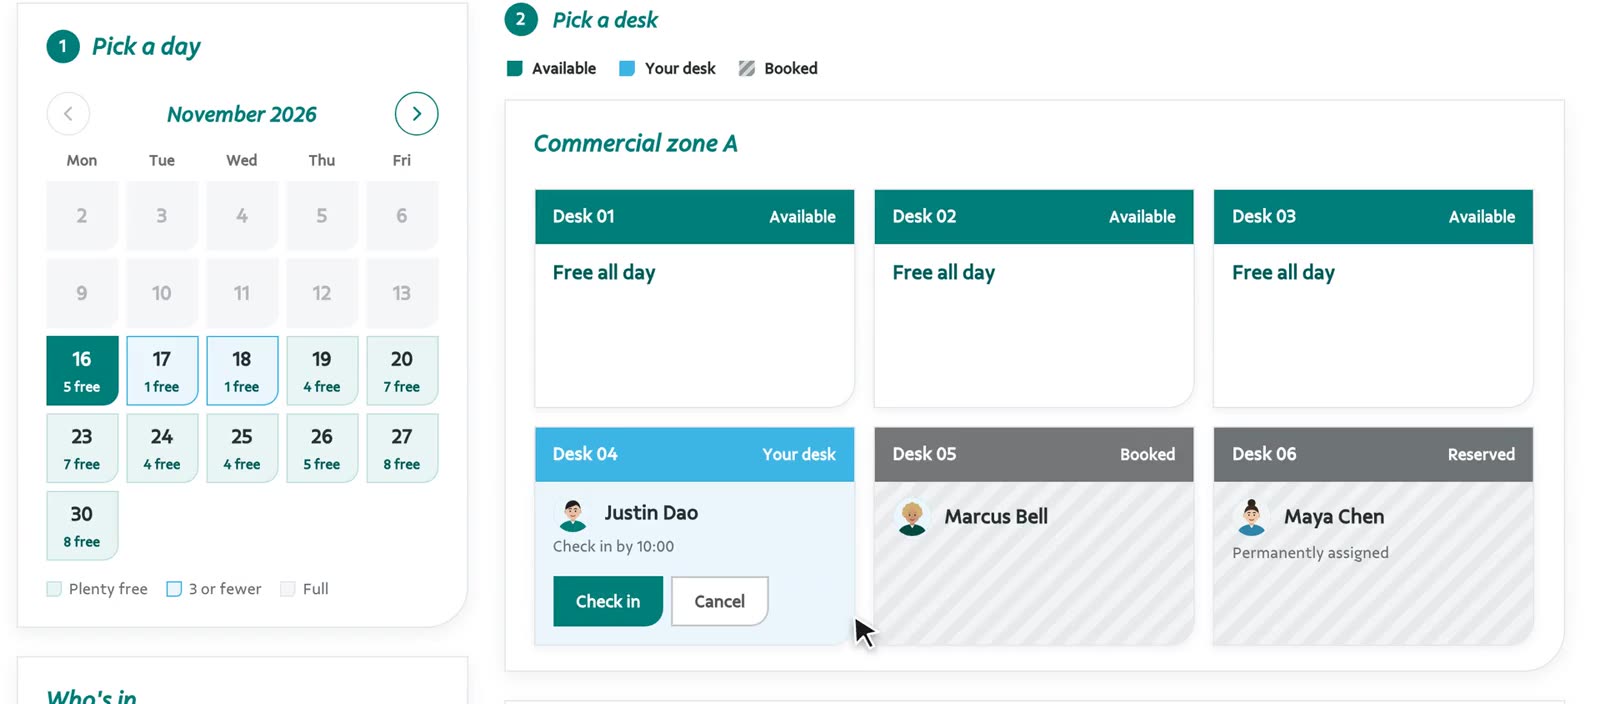 1 Pick a day
November 2026
Mon Tue Wed Thu Fri
2 3 4 5 6
9 10 11 12 13
16 17 18 19 20
5 free 1 free 1 free 4 free 7 free
23 24 25 26 27
7 free 4 free 4 free 5 free 8 free
30
8 free
Plenty free 3 or fewer Full
Who's in
2 Pick a desk
Available Your desk Booked
Commercial zone A
Desk 01 Available
Free all day
Desk 02 Available
Free all day
Desk 03 Available
Free all day
Desk 04 Your desk
Justin Dao
Check in by 10:00
Check in Cancel
Desk 05 Booked
Marcus Bell
Desk 06 Reserved
Maya Chen
Permanently assigned